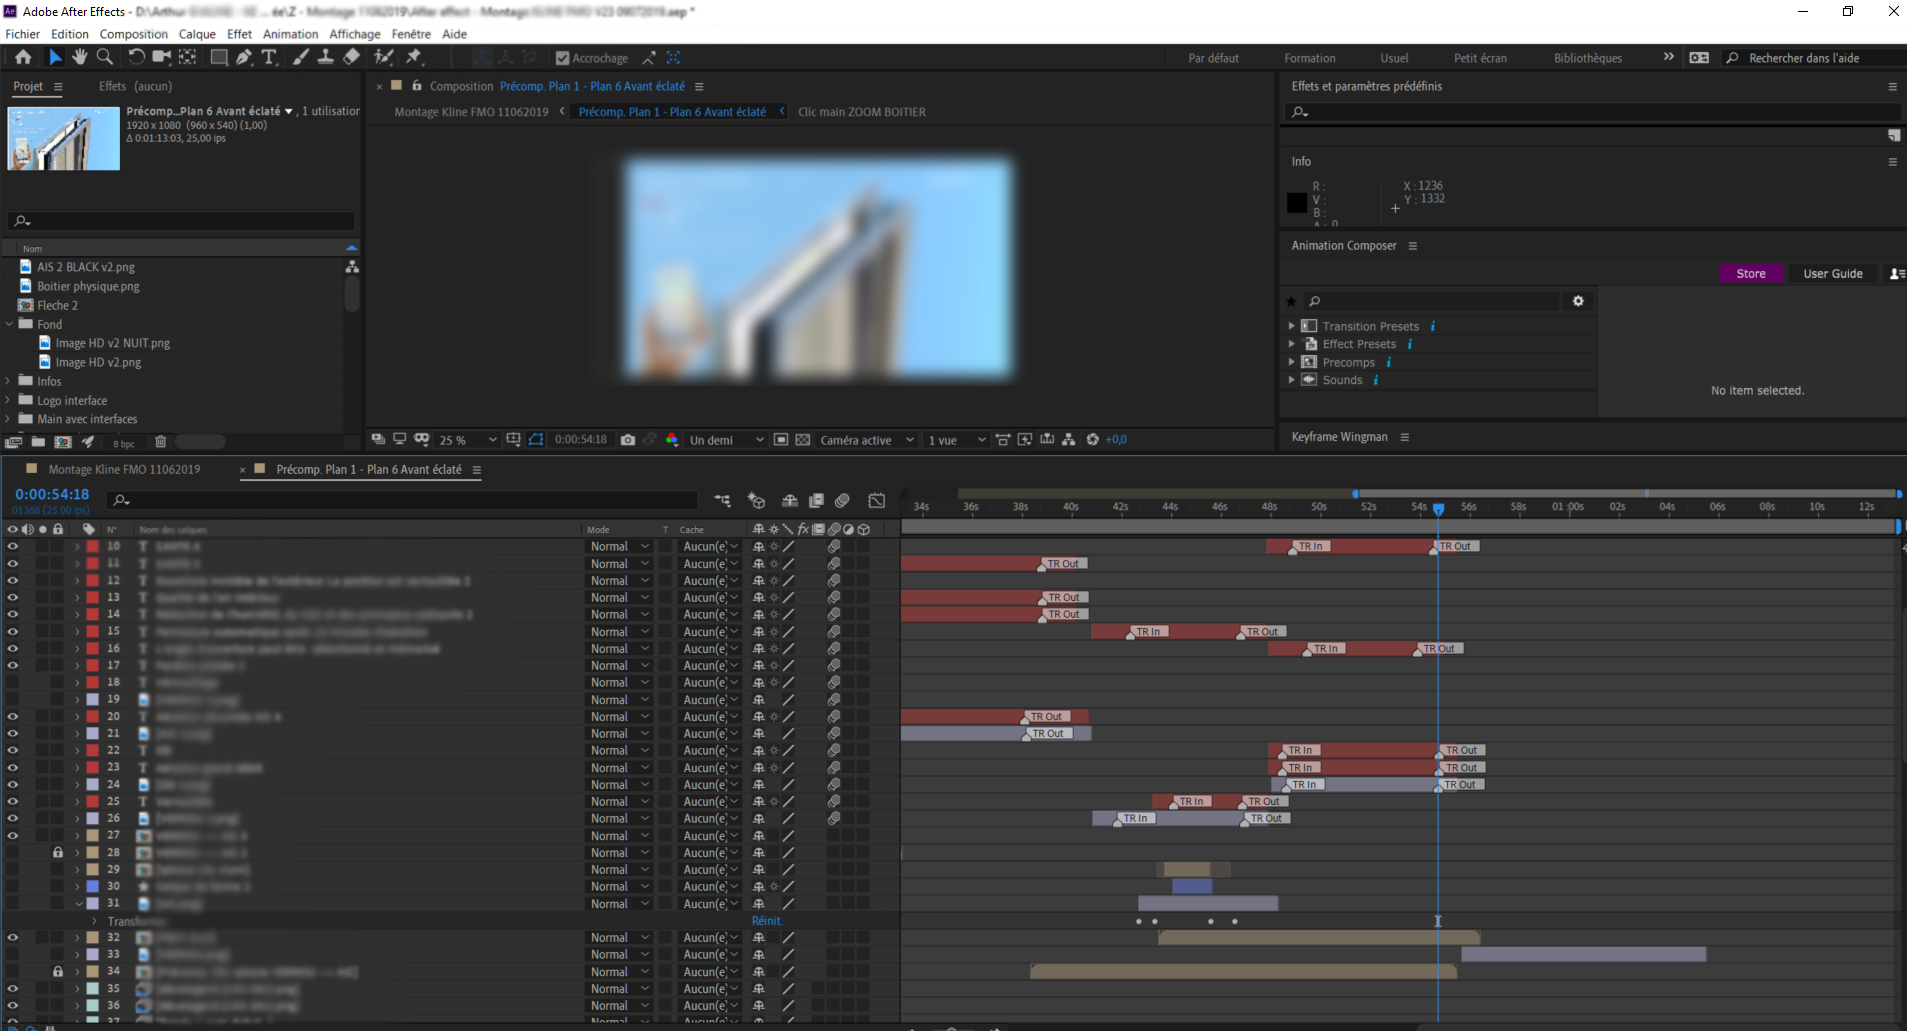 Adobe After Effects - D:\Arthur
ée\Z - Montage 11062019\After effect - Montage KLINE FMO V23 09072019.aep *
Fichier Edition Composition Calque Effet Animation Affichage Fenêtre Aide
Accrochage
Par défaut Formation Usuel Petit écran Bibliothèques Rechercher dans l'aide
Projet Effets (aucun)
Précomp...Plan 6 Avant éclaté , 1 utilisation
1920 x 1080 (960 x 540) (1,00)
Δ 0:01:13:03, 25,00 ips
Nom
AIS 2 BLACK v2.png
Boitier physique.png
Fleche 2
Fond
Image HD v2 NUIT.png
Image HD v2.png
Infos
Logo interface
Main avec interfaces
8 bpc
Composition Précomp. Plan 1 - Plan 6 Avant éclaté
Montage Kline FMO 11062019 Précomp. Plan 1 - Plan 6 Avant éclaté Clic main ZOOM BOITIER
25 % 0:00:54:18 Un demi Caméra active 1 vue +0,0
Effets et paramètres prédéfinis
Info
R :
V :
B :
A : 0
X : 1236
Y : 1332
Animation Composer
Store User Guide
Transition Presets i
Effect Presets i
Precomps i
Sounds i
No item selected.
Keyframe Wingman
Montage Kline FMO 11062019 × Précomp. Plan 1 - Plan 6 Avant éclaté
0:00:54:18
01368 (25.00 ips)
34s 36s 38s 40s 42s 44s 46s 48s 50s 52s 54s 56s 58s 01:00s 02s 04s 06s 08s 10s 12s
N° Nom des calques Mode T Cache
10 Normal Aucun(e) TR In TR Out
11 Normal Aucun(e) TR Out
12 Normal Aucun(e)
13 Normal Aucun(e) TR Out
14 Normal Aucun(e) TR Out
15 Normal Aucun(e) TR In TR Out
16 Normal Aucun(e) TR In TR Out
17 Normal Aucun(e)
18 Normal Aucun(e)
19 Normal Aucun(e)
20 Normal Aucun(e) TR Out
21 Normal Aucun(e) TR Out
22 Normal Aucun(e) TR In TR Out
23 Normal Aucun(e) TR In TR Out
24 Normal Aucun(e) TR In TR Out
25 Normal Aucun(e) TR In TR Out
26 Normal Aucun(e) TR In TR Out
27 Normal Aucun(e)
28 Normal Aucun(e)
29 Normal Aucun(e)
30 Normal Aucun(e)
31 Normal Aucun(e)
Transformer Réinit.
32 Normal Aucun(e)
33 Normal Aucun(e)
34 Normal Aucun(e)
35 Normal Aucun(e)
36 Normal Aucun(e)
37 Normal Aucun(e)